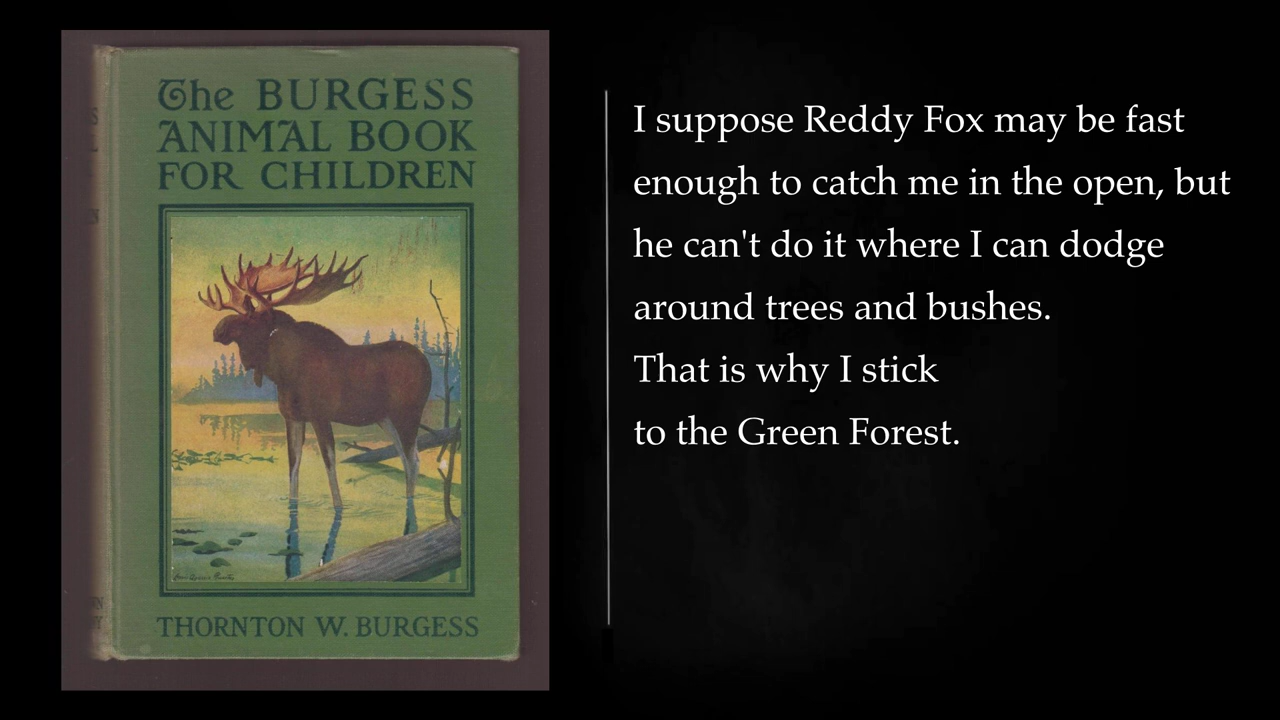 The BURGESS
ANIMAL BOOK
FOR CHILDREN
THORNTON W. BURGESS
I suppose Reddy Fox may be fast
enough to catch me in the open, but
he can't do it where I can dodge
around trees and bushes.
That is why I stick
to the Green Forest.